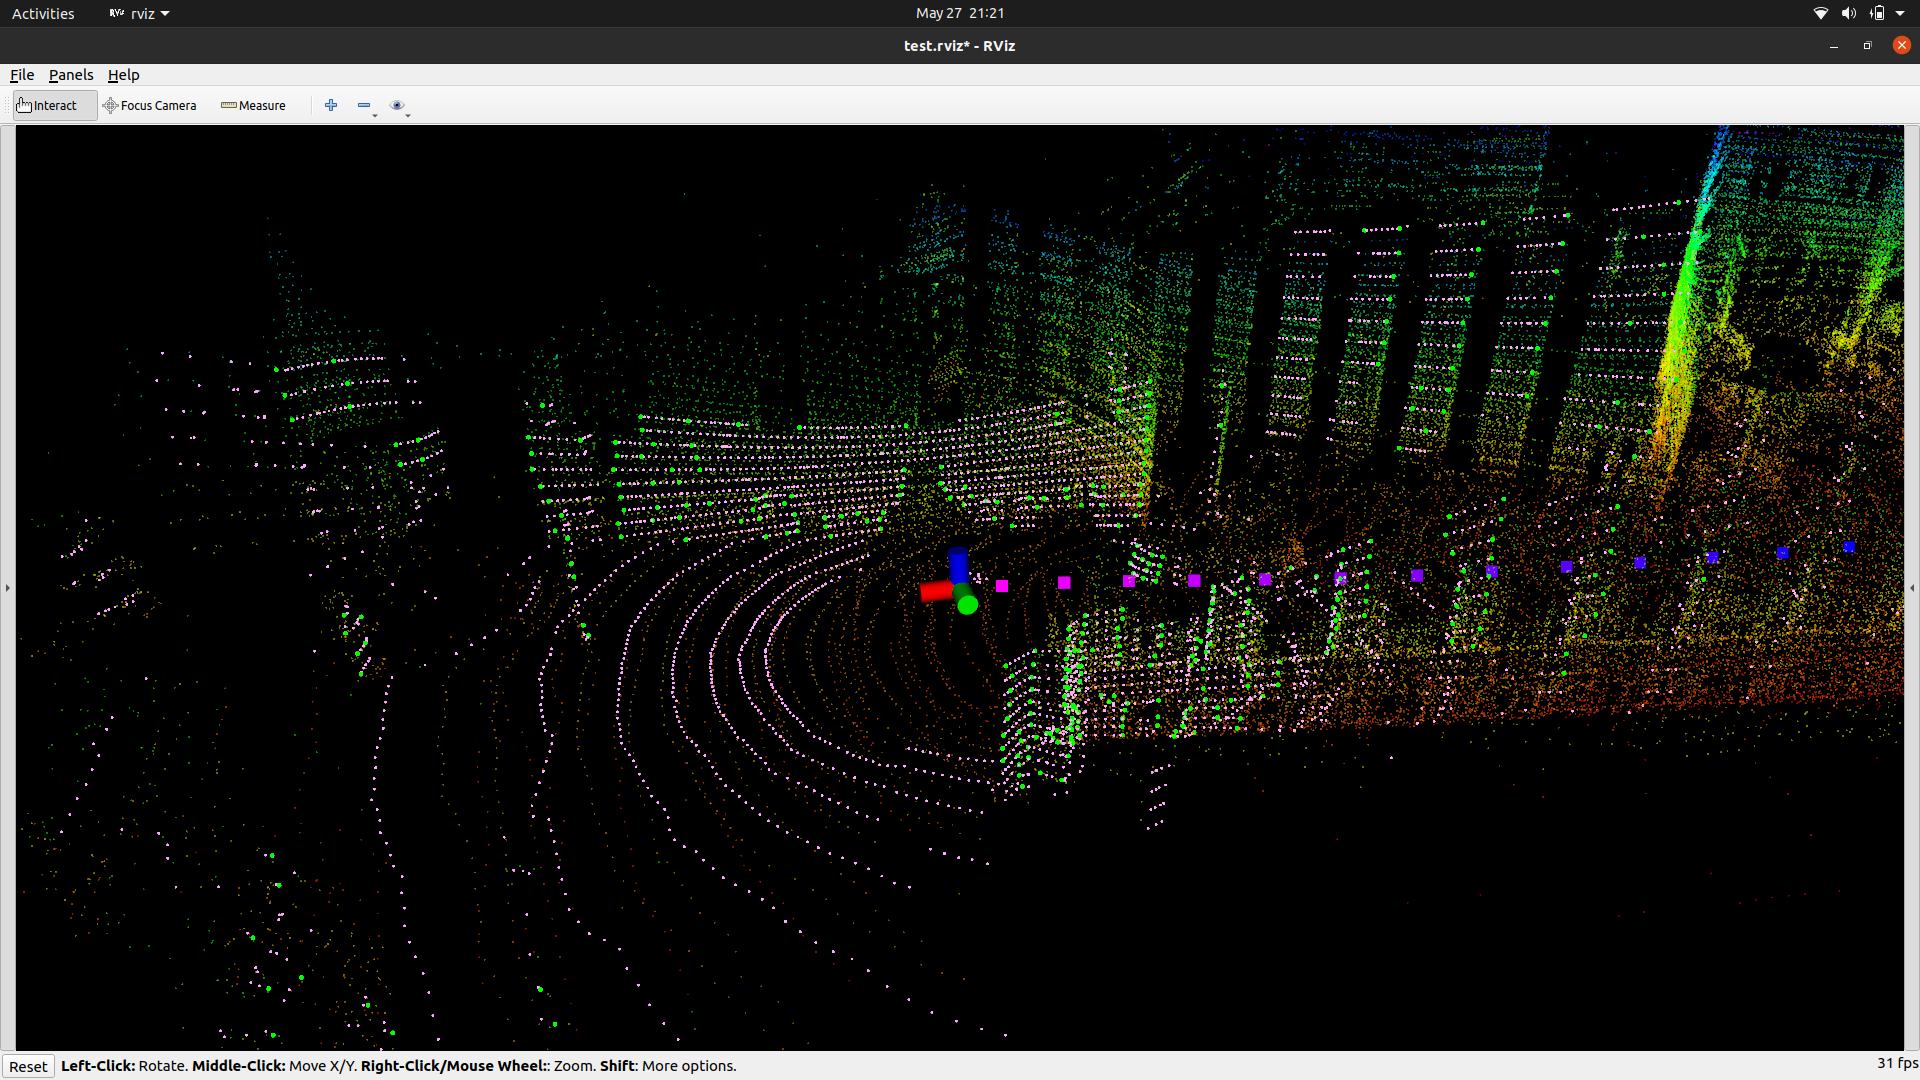 Activities
RViz rviz
May 27 21:21
test.rviz* - RViz
File Panels Help
Interact Focus Camera Measure
Reset Left-Click: Rotate. Middle-Click: Move X/Y. Right-Click/Mouse Wheel:: Zoom. Shift: More options.
31 fps